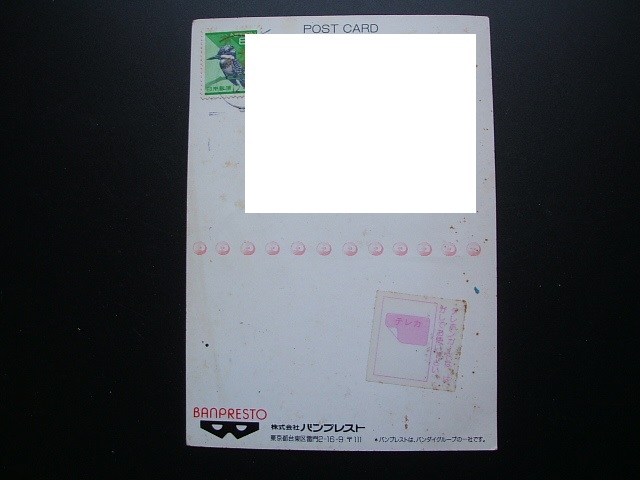 POST CARD
日本郵便
テレカ
BANPRESTO
株式会社 バンプレスト
東京都台東区雷門2-16-9 〒111
*バンプレストは、バンダイグループの一社です。